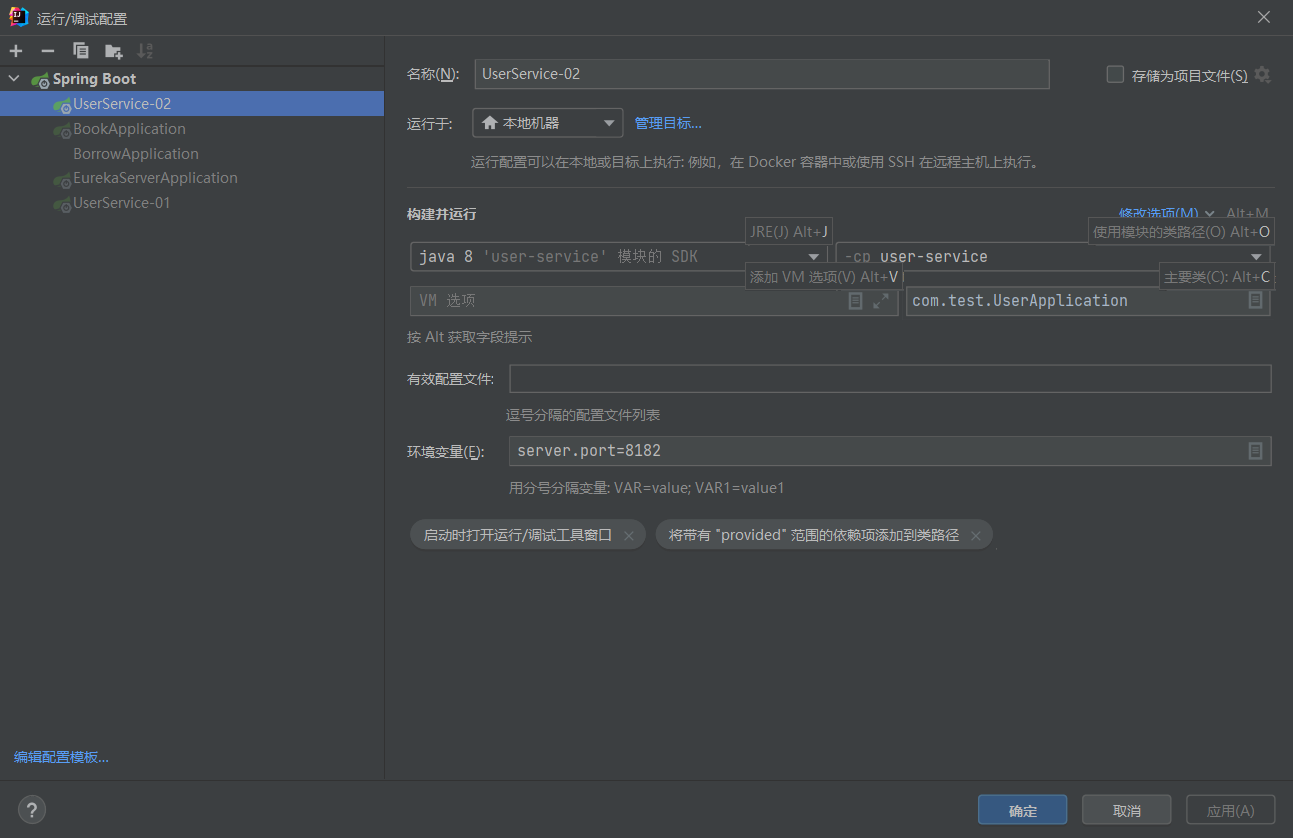 运行/调试配置
Spring Boot
UserService-02
BookApplication
BorrowApplication
EurekaServerApplication
UserService-01
编辑配置模板...
名称(N):
UserService-02
存储为项目文件(S)
运行于:
本地机器
管理目标...
运行配置可以在本地或目标上执行: 例如，在 Docker 容器中或使用 SSH 在远程主机上执行。
构建并运行
修改选项(M)
Alt+M
JRE(J) Alt+J
使用模块的类路径(O) Alt+O
java 8 'user-service' 模块的 SDK
-cp user-service
添加 VM 选项(V) Alt+V
主要类(C): Alt+C
VM 选项
com.test.UserApplication
按 Alt 获取字段提示
有效配置文件:
逗号分隔的配置文件列表
环境变量(E):
server.port=8182
用分号分隔变量: VAR=value; VAR1=value1
启动时打开运行/调试工具窗口
将带有 "provided" 范围的依赖项添加到类路径
?
确定
取消
应用(A)